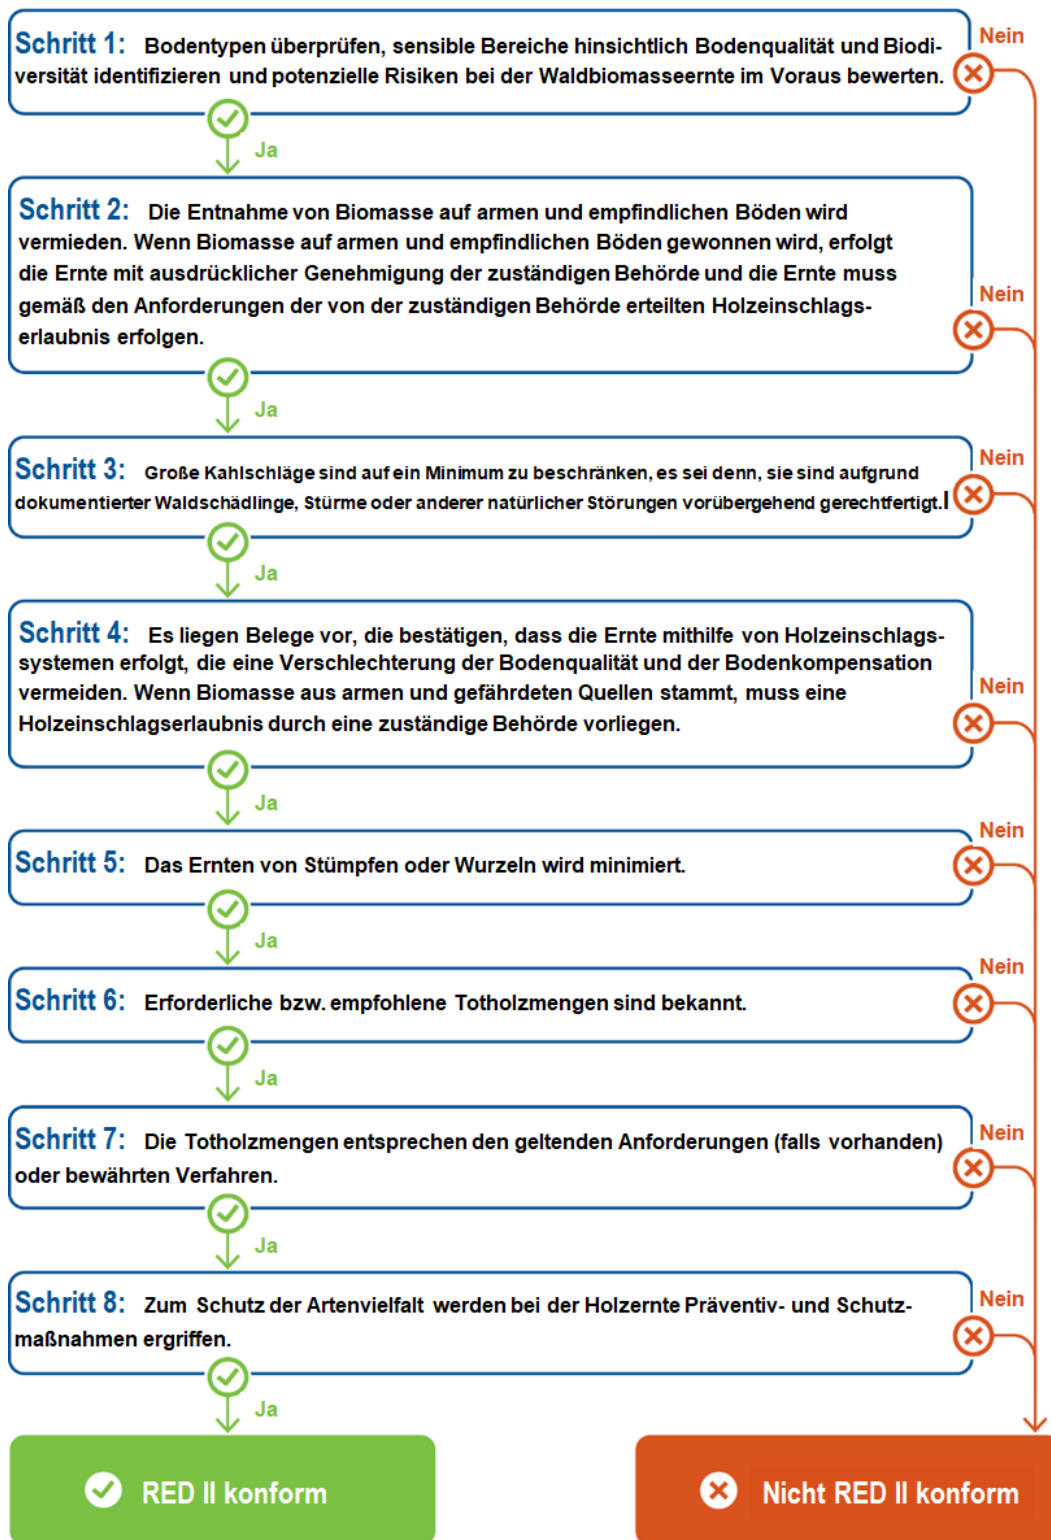 Nein
Schritt 1: Bodentypen überprüfen, sensible Bereiche hinsichtlich Bodenqualität und Biodi-
versität identifizieren und potenzielle Risiken bei der Waldbiomasseernte im Voraus bewerten.
Ja
Schritt 2: Die Entnahme von Biomasse auf armen und empfindlichen Böden wird
vermieden. Wenn Biomasse auf armen und empfindlichen Böden gewonnen wird, erfolgt
die Ernte mit ausdrücklicher Genehmigung der zuständigen Behörde und die Ernte muss
Nein
gemäß den Anforderungen der von der zuständigen Behörde erteilten Holzeinschlags-
erlaubnis erfolgen.
Ja
Nein
Schritt 3: Große Kahlschläge sind auf ein Minimum zu beschränken, es sei denn, sie sind aufgrund
dokumentierter Waldschädlinge, Stürme oder anderer natürlicher Störungen vorübergehend gerechtfertigt.l
Ja
Schritt 4: Es liegen Belege vor, die bestätigen, dass die Ernte mithilfe von Holzeinschlags-
systemen erfolgt, die eine Verschlechterung der Bodenqualität und der Bodenkompensation
vermeiden. Wenn Biomasse aus armen und gefährdeten Quellen stammt, muss eine
Nein
Holzeinschlagserlaubnis durch eine zuständige Behörde vorliegen.
Ja
Nein
Schritt 5: Das Ernten von Stümpfen oder Wurzeln wird minimiert.
Ja
Nein
Schritt 6: Erforderliche bzw. empfohlene Totholzmengen sind bekannt.
Ja
Nein
Schritt 7: Die Totholzmengen entsprechen den geltenden Anforderungen (falls vorhanden)
oder bewährten Verfahren.
Ja
Nein
Schritt 8: Zum Schutz der Artenvielfalt werden bei der Holzernte Präventiv- und Schutz-
maßnahmen ergriffen.
Ja
RED II konform
Nicht RED II konform